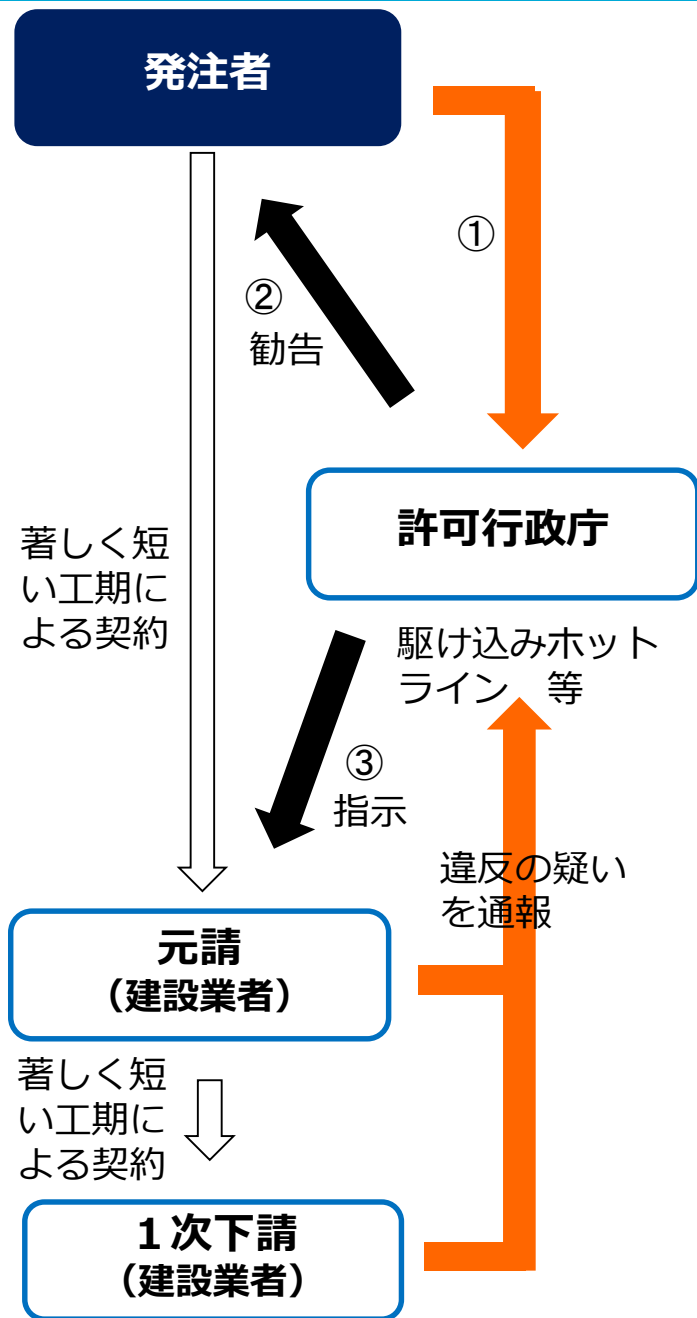 発注者
①
②
勧告
許可行政庁
著しく短
い工期に
よる契約
駆け込みホット
ライン　等
③
指示
違反の疑い
を通報
元請
（建設業者）
著しく短
い工期に
よる契約
１次下請
（建設業者）